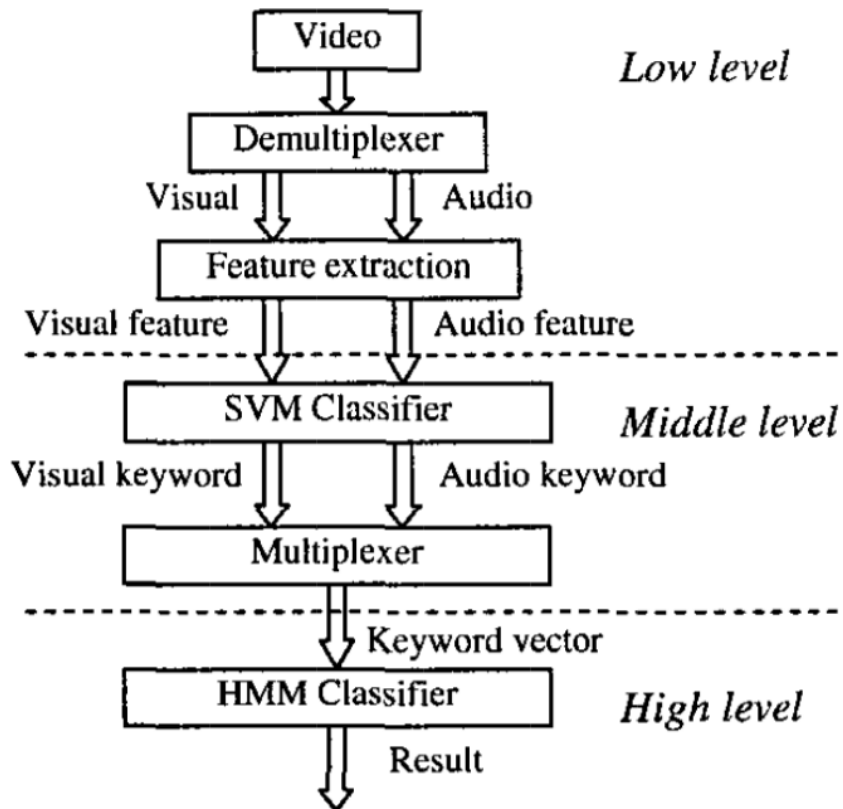 Video
Low level
Demultiplexer
Visual
Audio
Feature extraction
Visual feature
Audio feature
SVM Classifier
Middle level
Visual keyword
Audio keyword
Multiplexer
Keyword vector
HMM Classifier
High level
Result